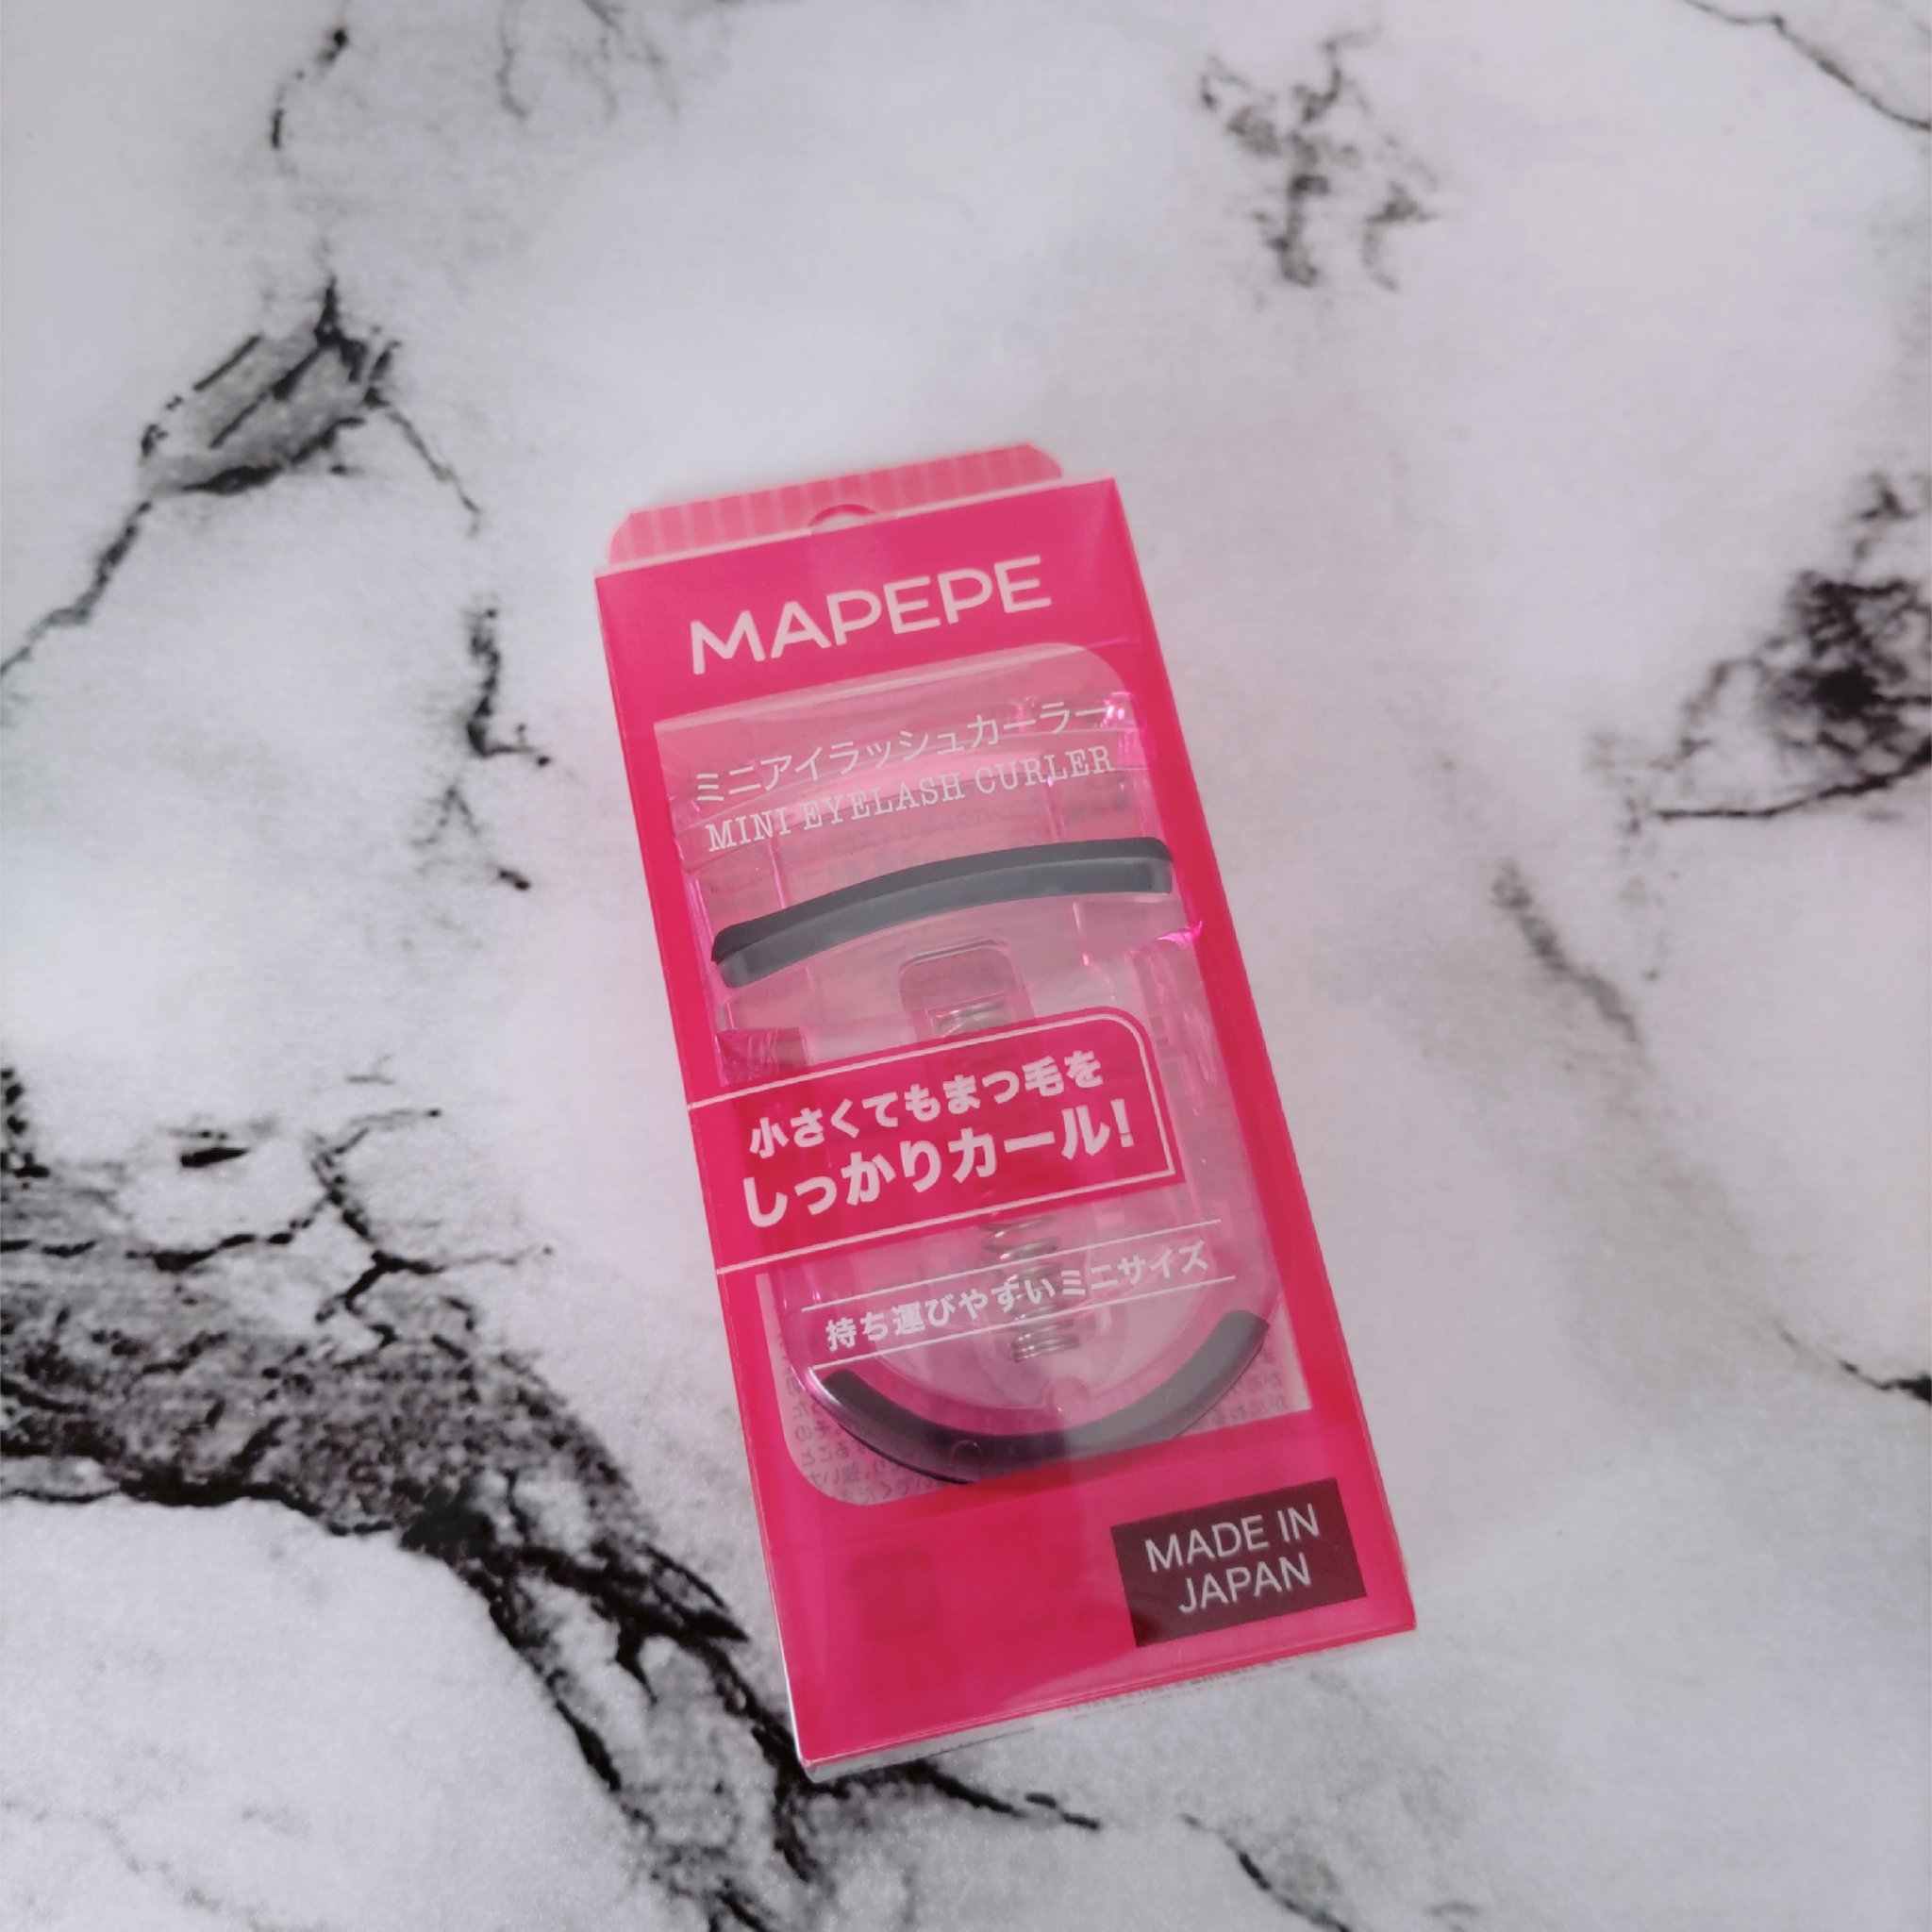 MAPEPE
ミニアイラッシュカーラー
MINI EYELASH CURLER
小さくてもまつ毛を
しっかりカール!
持ち運びやすいミニサイズ
MADE IN
JAPAN